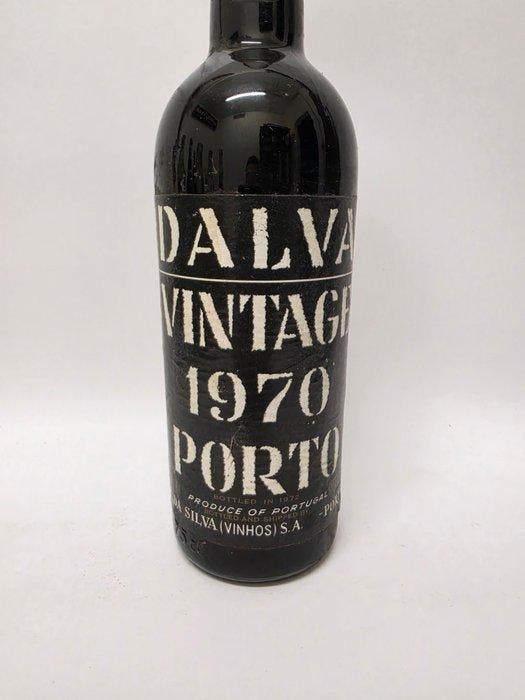 DALVA
VINTAGE
1970
PORTO
BOTTLED IN 1972
PRODUCE OF PORTUGAL
BOTTLED AND SHIPPED BY
DA SILVA (VINHOS) S.A.